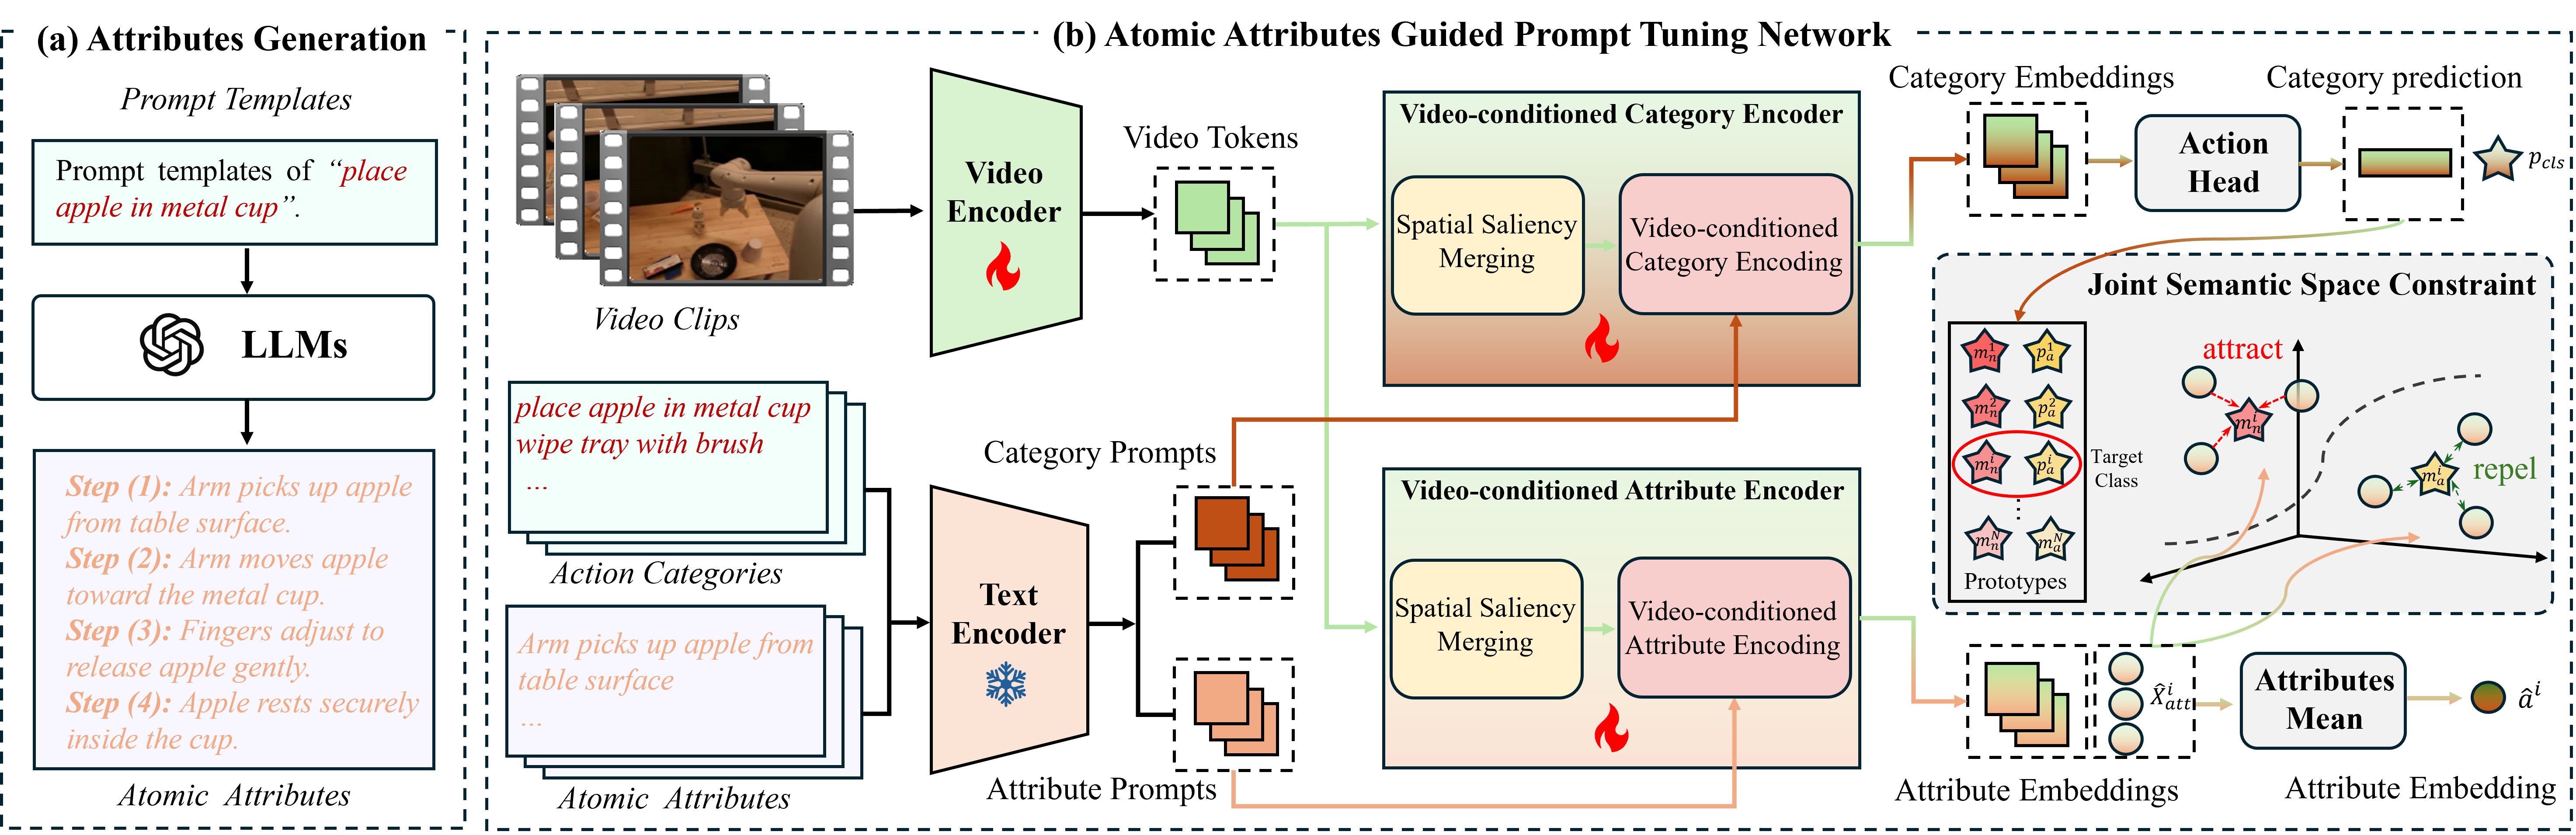 (a) Attributes Generation
Prompt Templates
Prompt templates of “place
apple in metal cup”.
LLMs
Step (1): Arm picks up apple
from table surface.
Step (2): Arm moves apple
toward the metal cup.
Step (3): Fingers adjust to
release apple gently.
Step (4): Apple rests securely
inside the cup.
Atomic Attributes
(b) Atomic Attributes Guided Prompt Tuning Network
Video Clips
Video
Encoder
Video Tokens
place apple in metal cup
wipe tray with brush
...
Action Categories
Arm picks up apple from
table surface
...
Atomic Attributes
Text
Encoder
Category Prompts
Attribute Prompts
Video-conditioned Category Encoder
Spatial Saliency
Merging
Video-conditioned
Category Encoding
Video-conditioned Attribute Encoder
Spatial Saliency
Merging
Video-conditioned
Attribute Encoding
Category Embeddings
Action
Head
Category prediction
p_cls
Joint Semantic Space Constraint
m_n^1 p_a^1
m_n^2 p_a^2
m_n^i p_a^i
Target
Class
⋮
m_n^N m_a^N
Prototypes
attract
m_n^i
m_a^i
repel
X̂_att^i
Attributes
Mean
â^i
Attribute Embeddings
Attribute Embedding